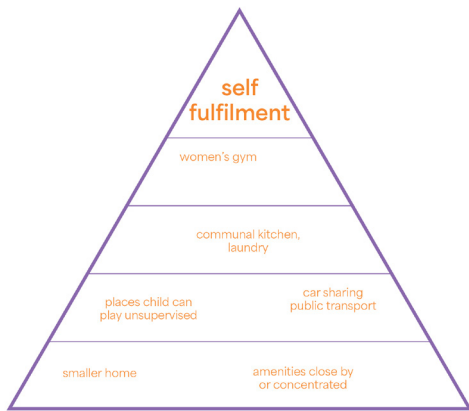 self
fulfilment
women's gym
communal kitchen,
laundry
places child can
play unsupervised
car sharing
public transport
smaller home
amenities close by
or concentrated